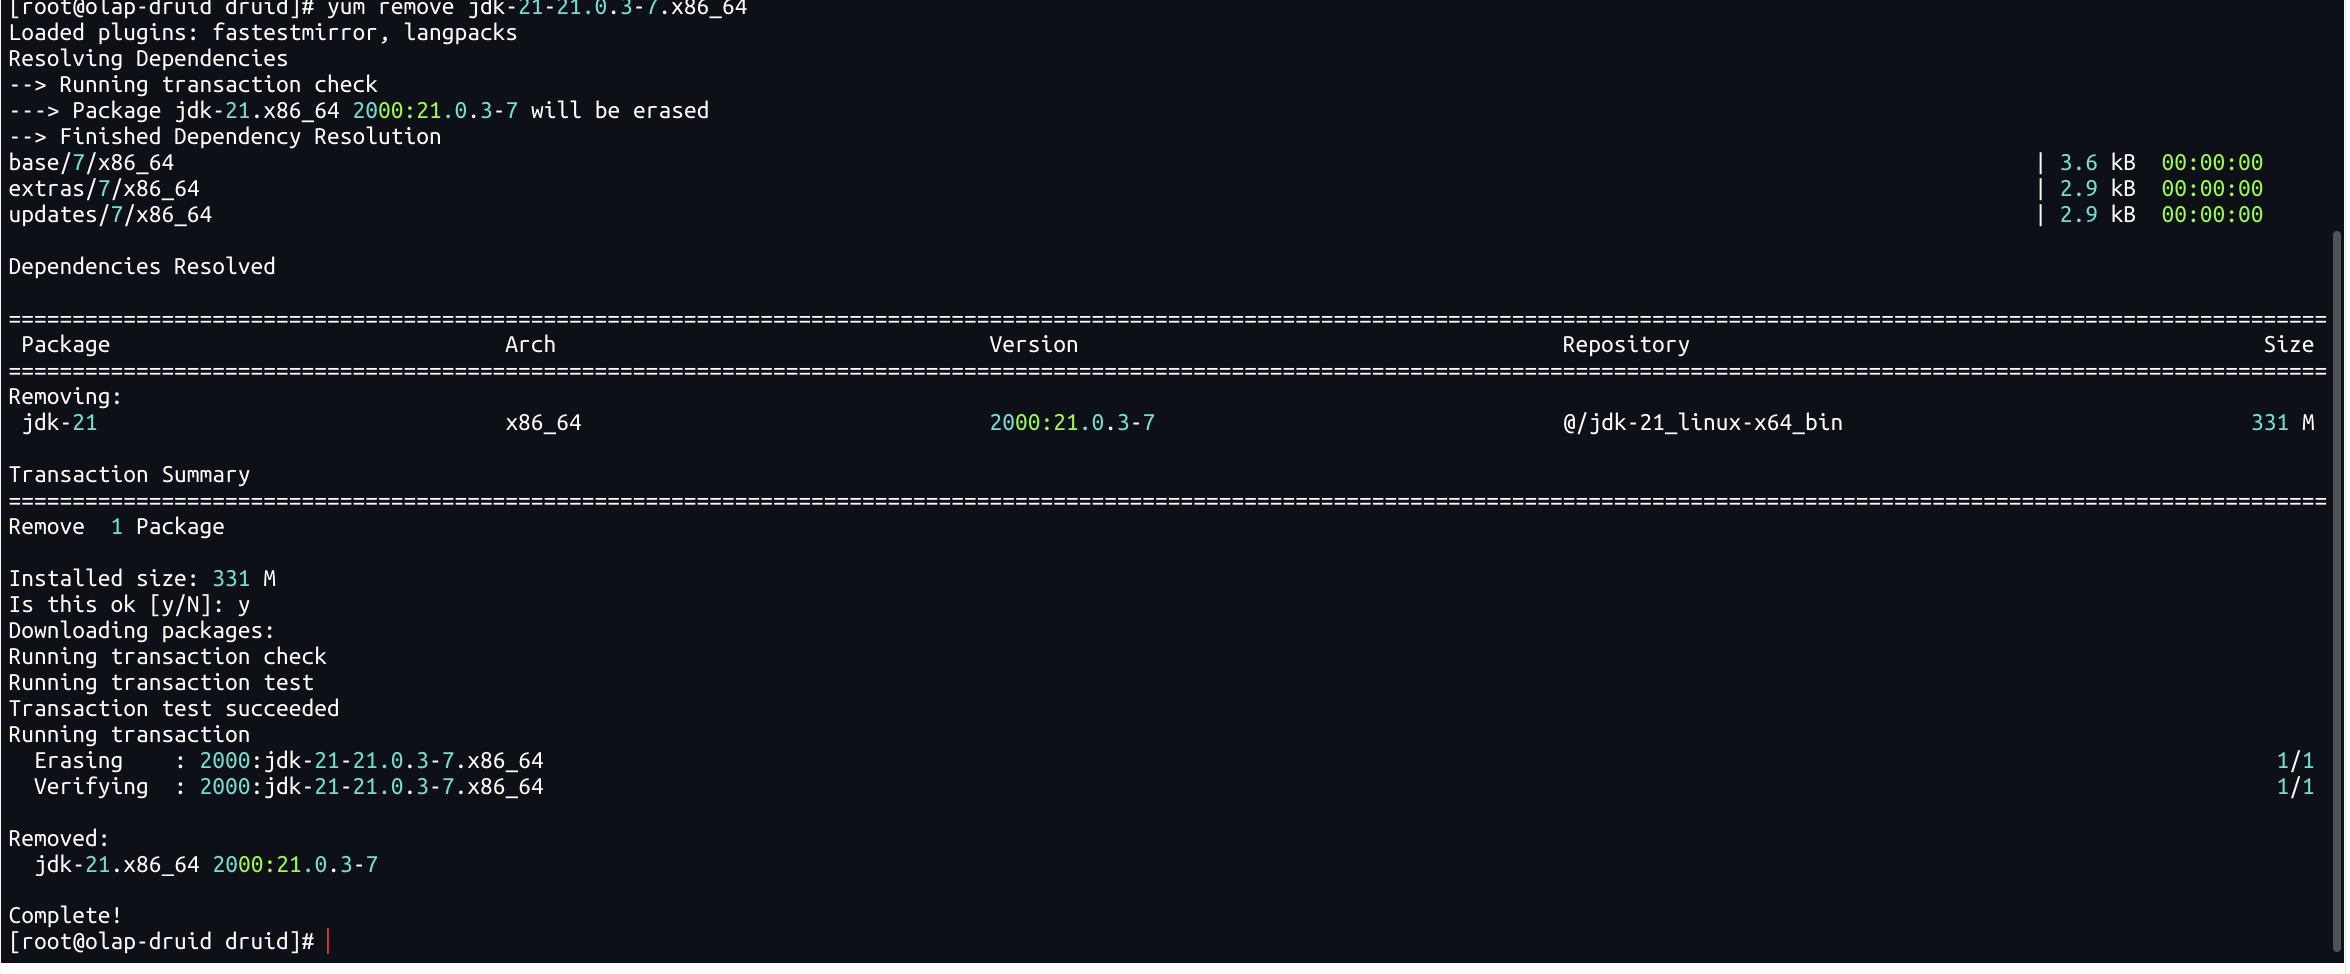 [root@olap-druid druid]# yum remove jdk-21-21.0.3-7.x86_64
Loaded plugins: fastestmirror, langpacks
Resolving Dependencies
--> Running transaction check
---> Package jdk-21.x86_64 2000:21.0.3-7 will be erased
--> Finished Dependency Resolution
base/7/x86_64 | 3.6 kB 00:00:00
extras/7/x86_64 | 2.9 kB 00:00:00
updates/7/x86_64 | 2.9 kB 00:00:00
Dependencies Resolved
================================================================================
Package Arch Version Repository Size
================================================================================
Removing:
jdk-21 x86_64 2000:21.0.3-7 @/jdk-21_linux-x64_bin 331 M
Transaction Summary
================================================================================
Remove 1 Package
Installed size: 331 M
Is this ok [y/N]: y
Downloading packages:
Running transaction check
Running transaction test
Transaction test succeeded
Running transaction
Erasing : 2000:jdk-21-21.0.3-7.x86_64 1/1
Verifying : 2000:jdk-21-21.0.3-7.x86_64 1/1
Removed:
jdk-21.x86_64 2000:21.0.3-7
Complete!
[root@olap-druid druid]#